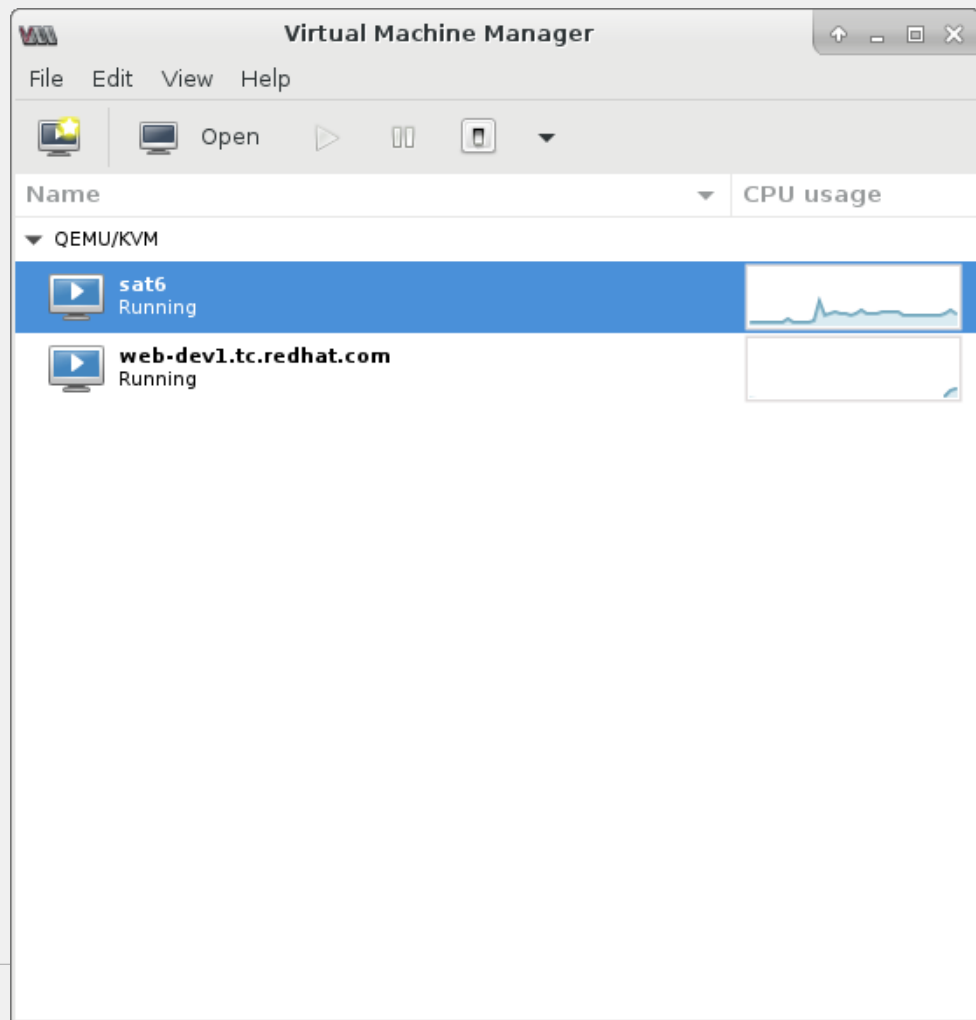 Virtual Machine Manager
File Edit View Help
Open
Name CPU usage
QEMU/KVM
sat6
Running
web-dev1.tc.redhat.com
Running